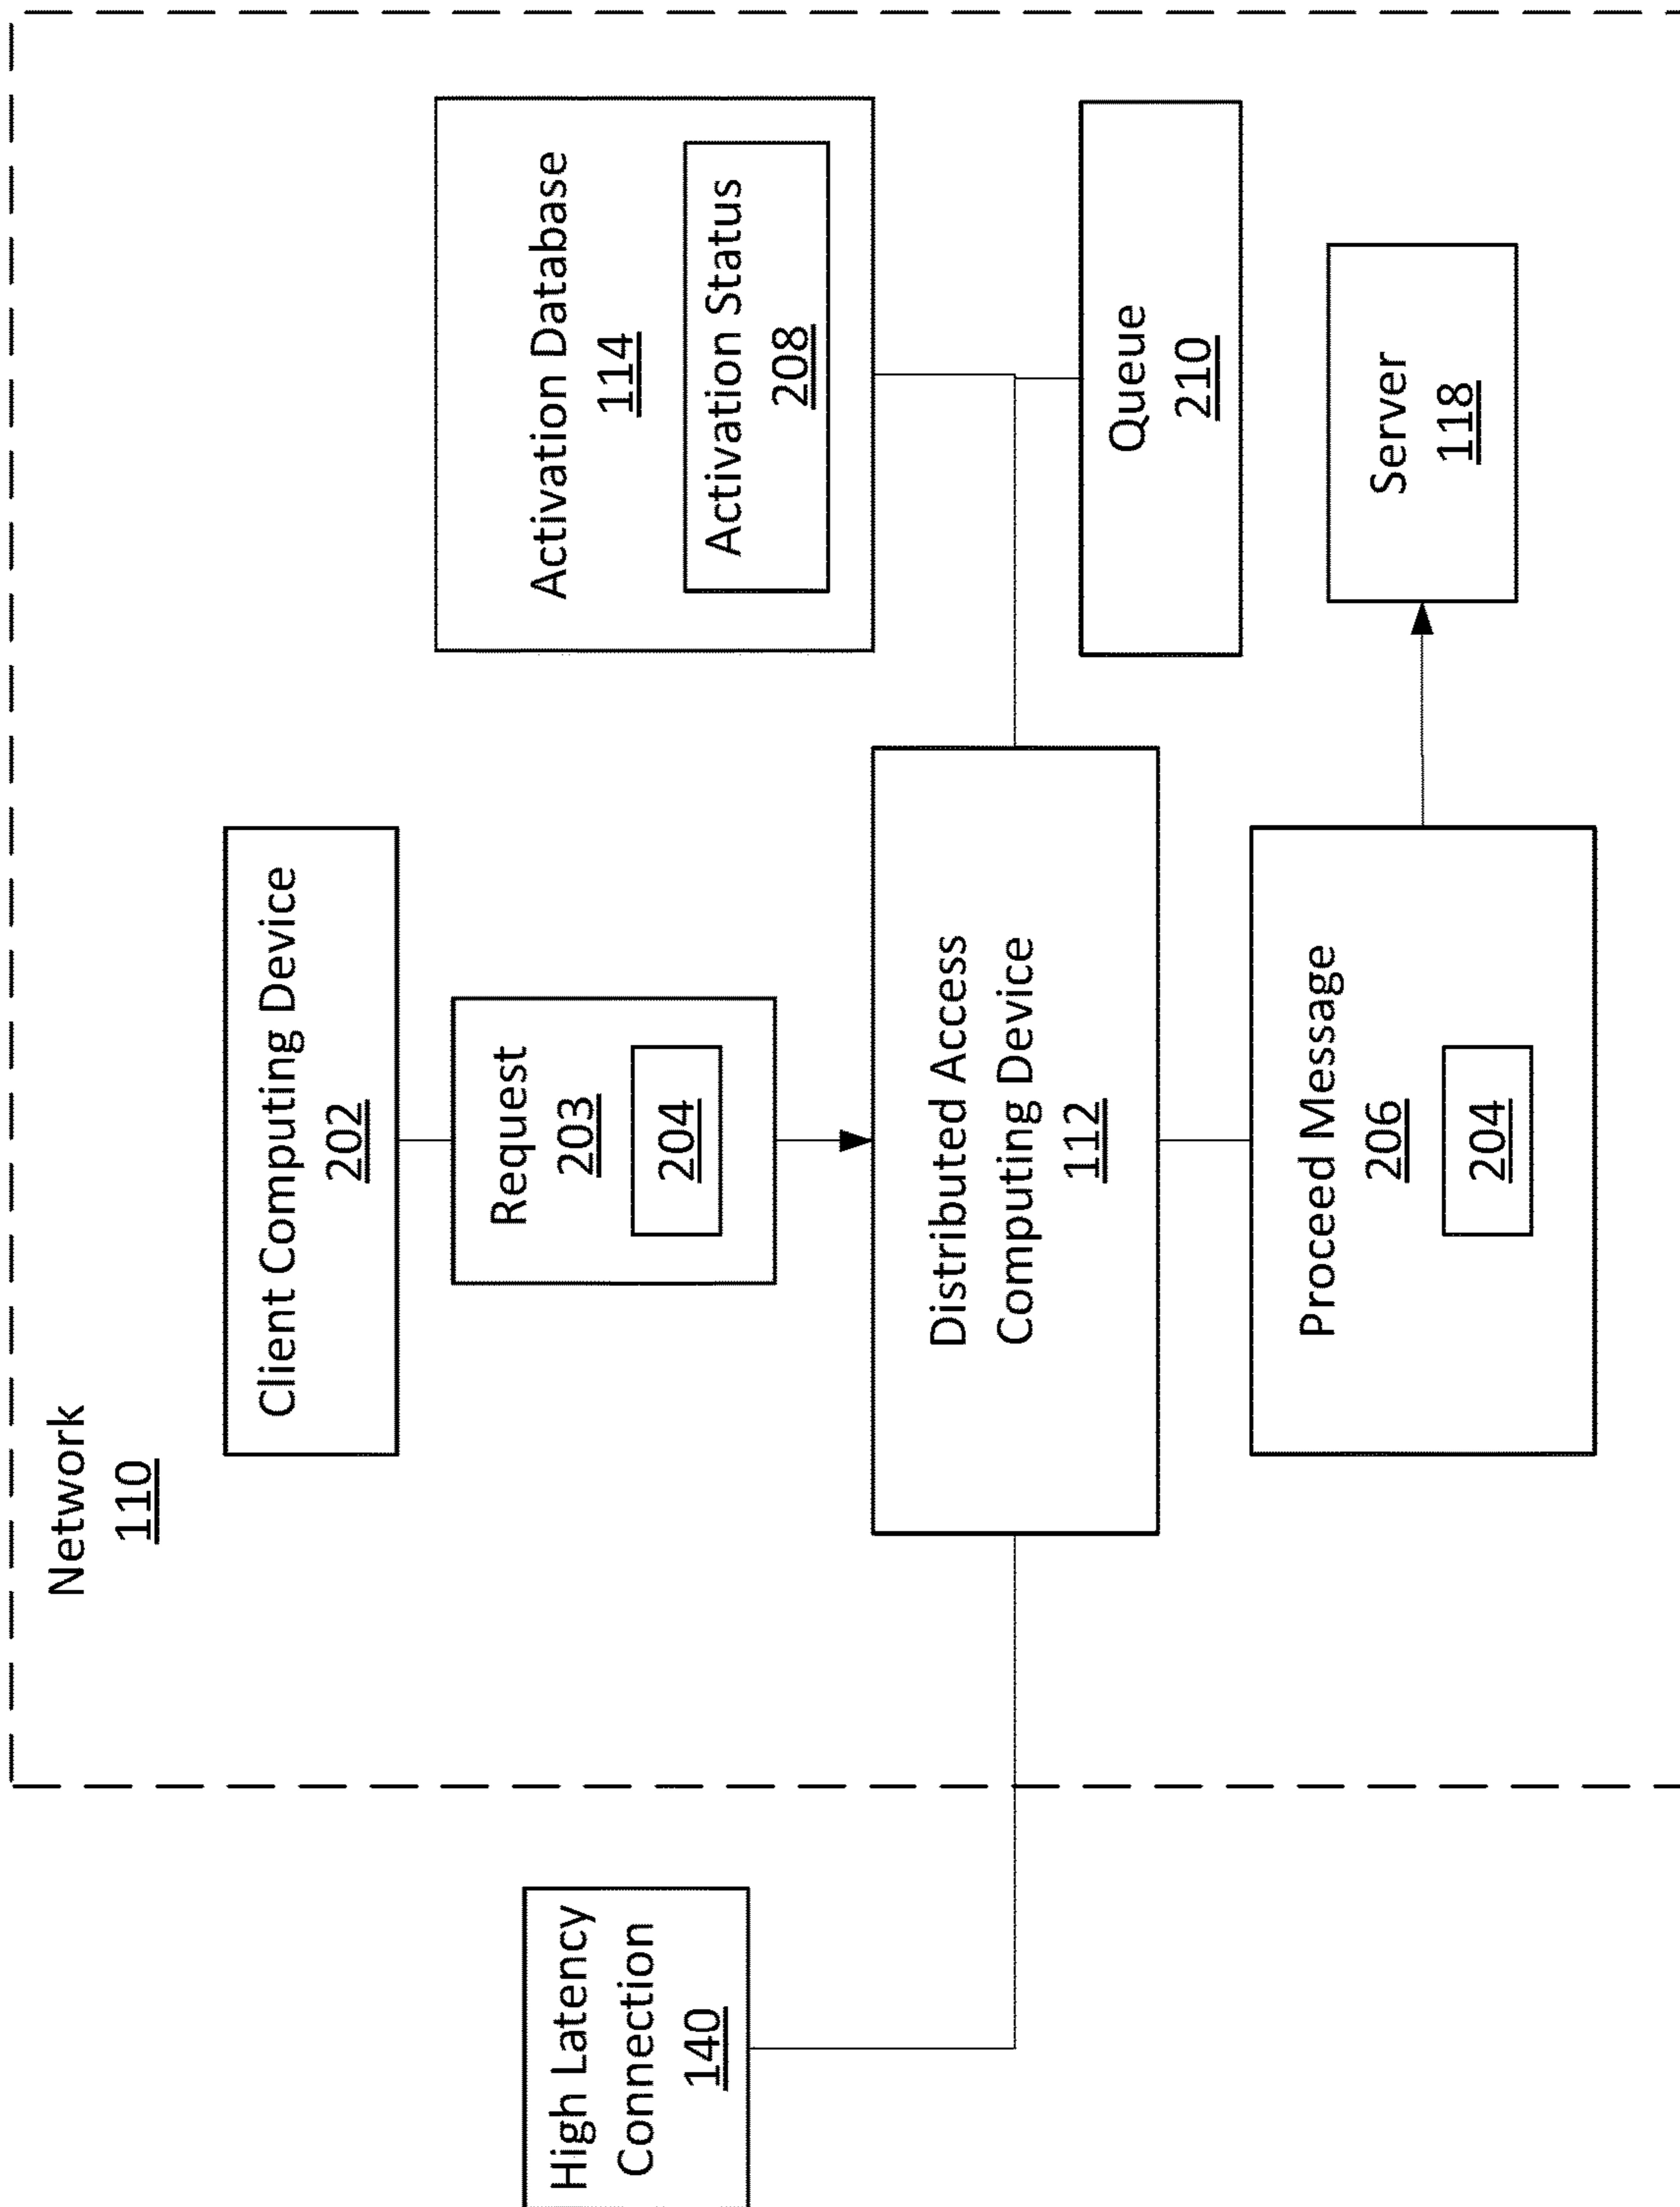 Network
110
Client Computing Device
202
Request
203
204
Activation Database
114
Activation Status
208
High Latency
Connection
140
Distributed Access
Computing Device
112
Queue
210
Proceed Message
206
204
Server
118